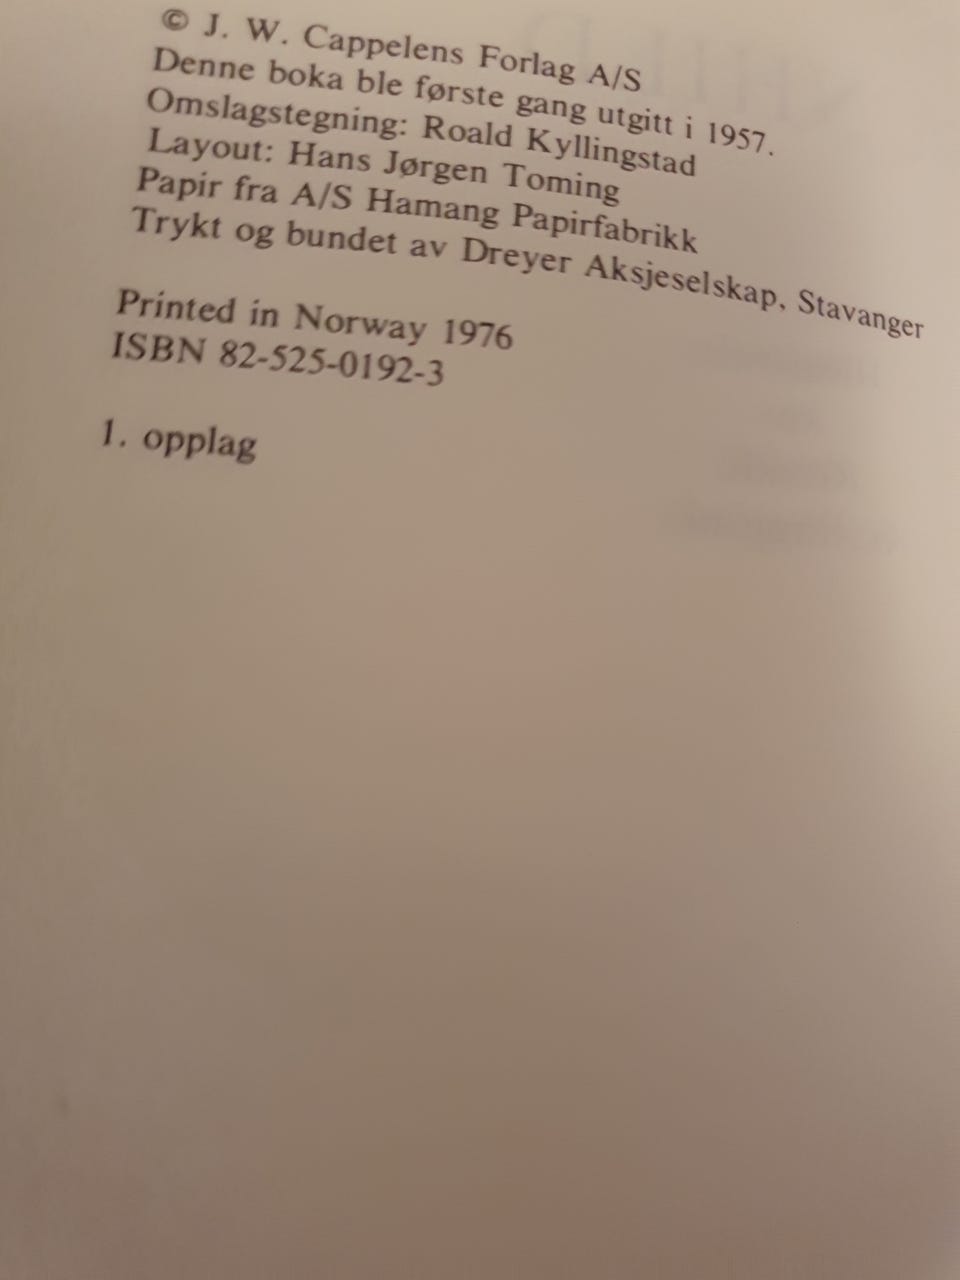 © J. W. Cappelens Forlag A/S
Denne boka ble første gang utgitt i 1957.
Omslagstegning: Roald Kyllingstad
Layout: Hans Jørgen Toming
Papir fra A/S Hamang Papirfabrikk
Trykt og bundet av Dreyer Aksjeselskap, Stavanger
Printed in Norway 1976
ISBN 82-525-0192-3
1. opplag